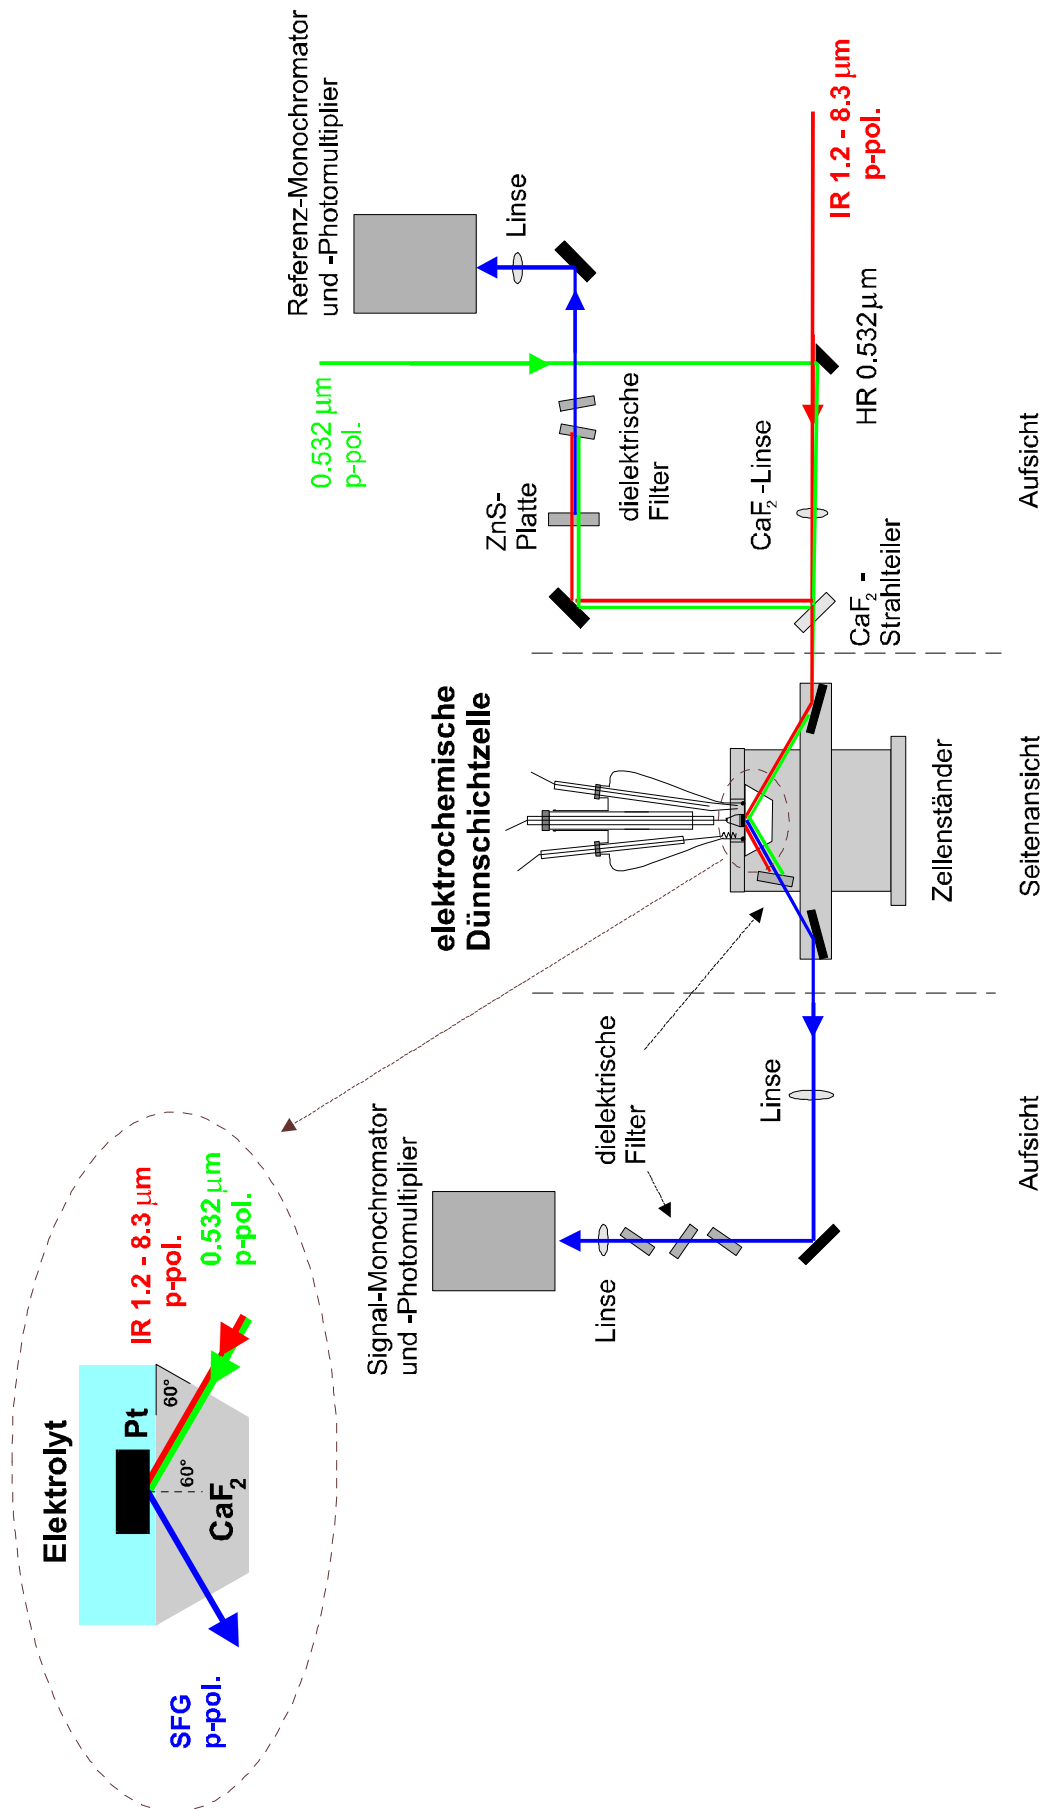 Elektrolyt
Pt
60°
60°
CaF2
SFG
p-pol.
IR 1.2 - 8.3 µm
p-pol.
0.532 µm
p-pol.
Signal-Monochromator
und -Photomultiplier
Linse
dielektrische
Filter
Linse
elektrochemische
Dünnschichtzelle
Zellenständer
Referenz-Monochromator
und -Photomultiplier
Linse
0.532 µm
p-pol.
ZnS-
Platte
dielektrische
Filter
CaF2-Linse
CaF2 -
Strahlteiler
HR 0.532µm
IR 1.2 - 8.3 µm
p-pol.
Aufsicht
Seitenansicht
Aufsicht